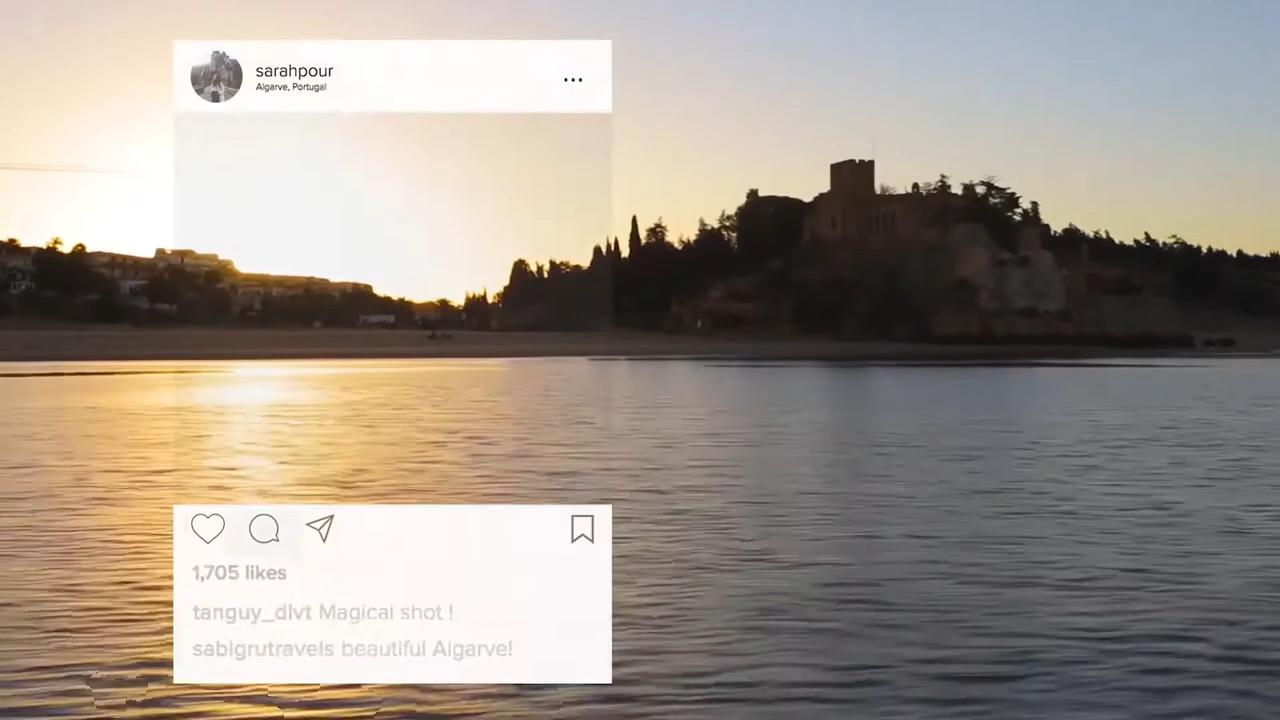 sarahpour
Algarve, Portugal
1,705 likes
tanguy_dlvt Magical shot !
sabigrutravels beautiful Algarve!